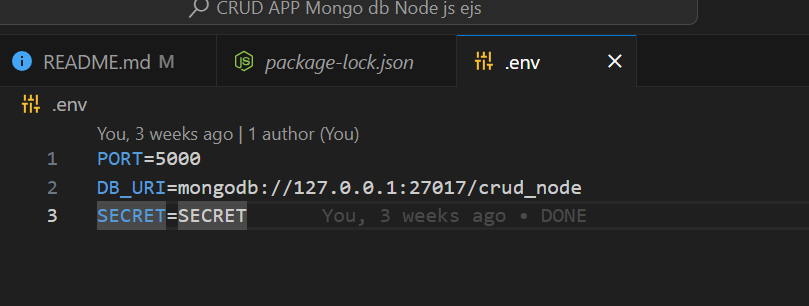 CRUD APP Mongo db Node js ejs
README.md M
package-lock.json
.env
.env
You, 3 weeks ago | 1 author (You)
1 PORT=5000
2 DB_URI=mongodb://127.0.0.1:27017/crud_node
3 SECRET=SECRET You, 3 weeks ago • DONE